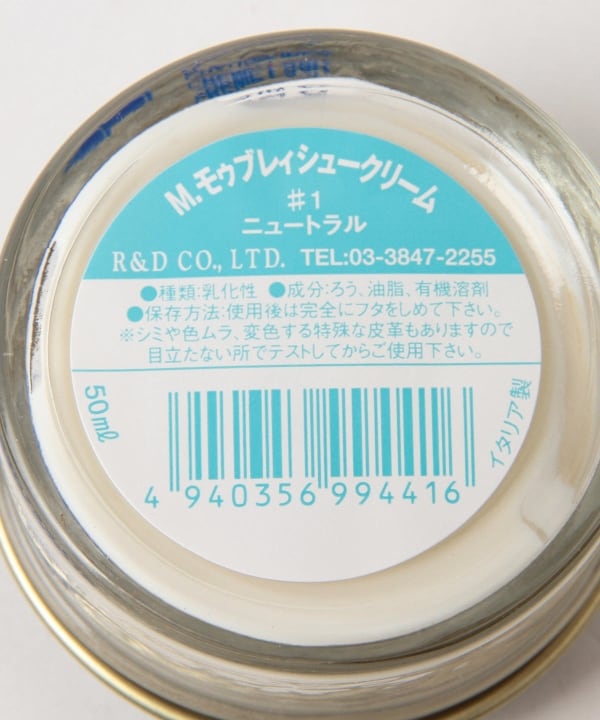 M.モゥブレィシュークリーム
#1
ニュートラル
R&D CO., LTD. TEL:03-3847-2255
●種類:乳化性 ●成分:ろう、油脂、有機溶剤
●保存方法:使用後は完全にフタをしめて下さい。
※シミや色ムラ、変色する特殊な皮革もありますので
目立たない所でテストしてからご使用下さい。
50ml
イタリア製
4 940356 994416